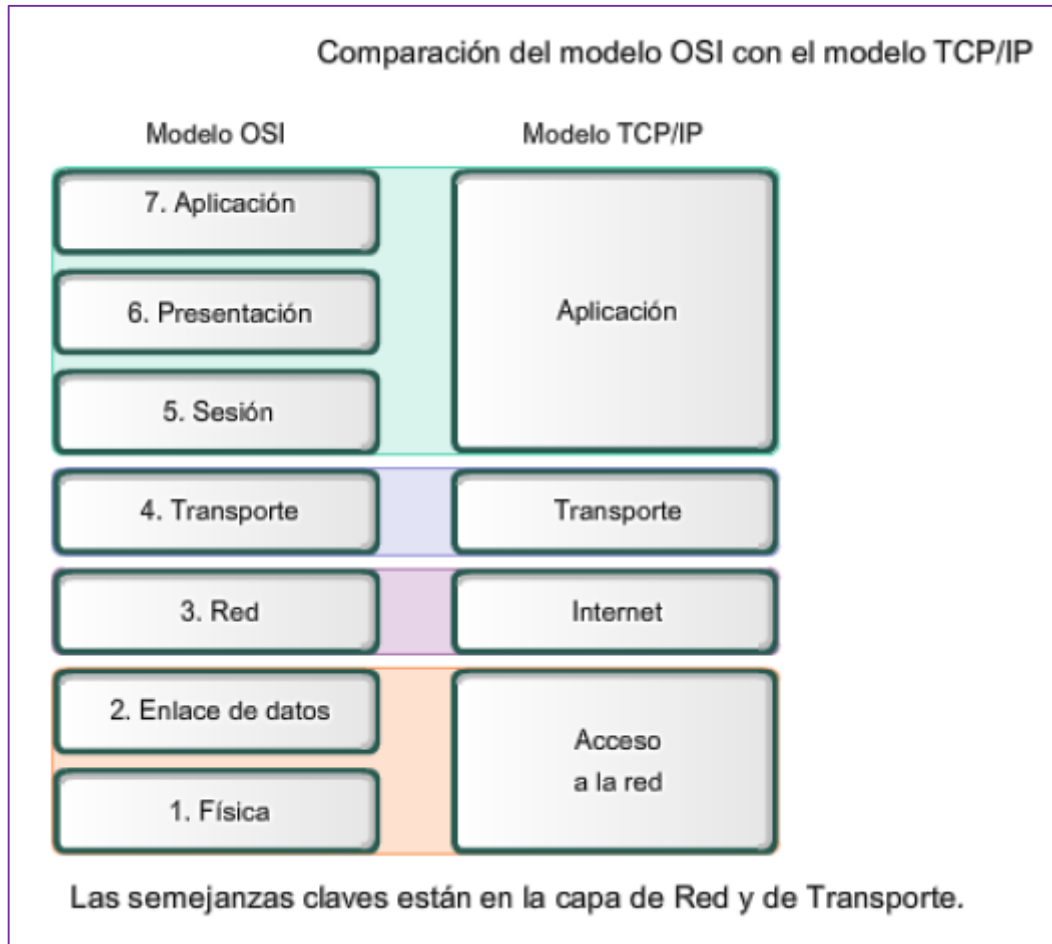 Comparación del modelo OSI con el modelo TCP/IP
Modelo OSI
Modelo TCP/IP
7. Aplicación
6. Presentación
5. Sesión
Aplicación
4. Transporte
Transporte
3. Red
Internet
2. Enlace de datos
1. Física
Acceso
a la red
Las semejanzas claves están en la capa de Red y de Transporte.